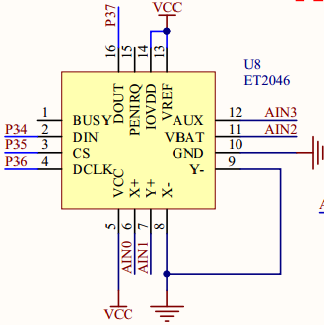 P37
VCC
16
15
14
13
U8
ET2046
DOUT
PENIRQ
IOVDD
VREF
1
BUSY
AUX
12
AIN3
P34
2
DIN
VBAT
11
AIN2
P35
3
CS
GND
10
P36
4
DCLK
Y-
9
VCC
X+
Y+
X-
5
6
7
8
AIN0
AIN1
VCC